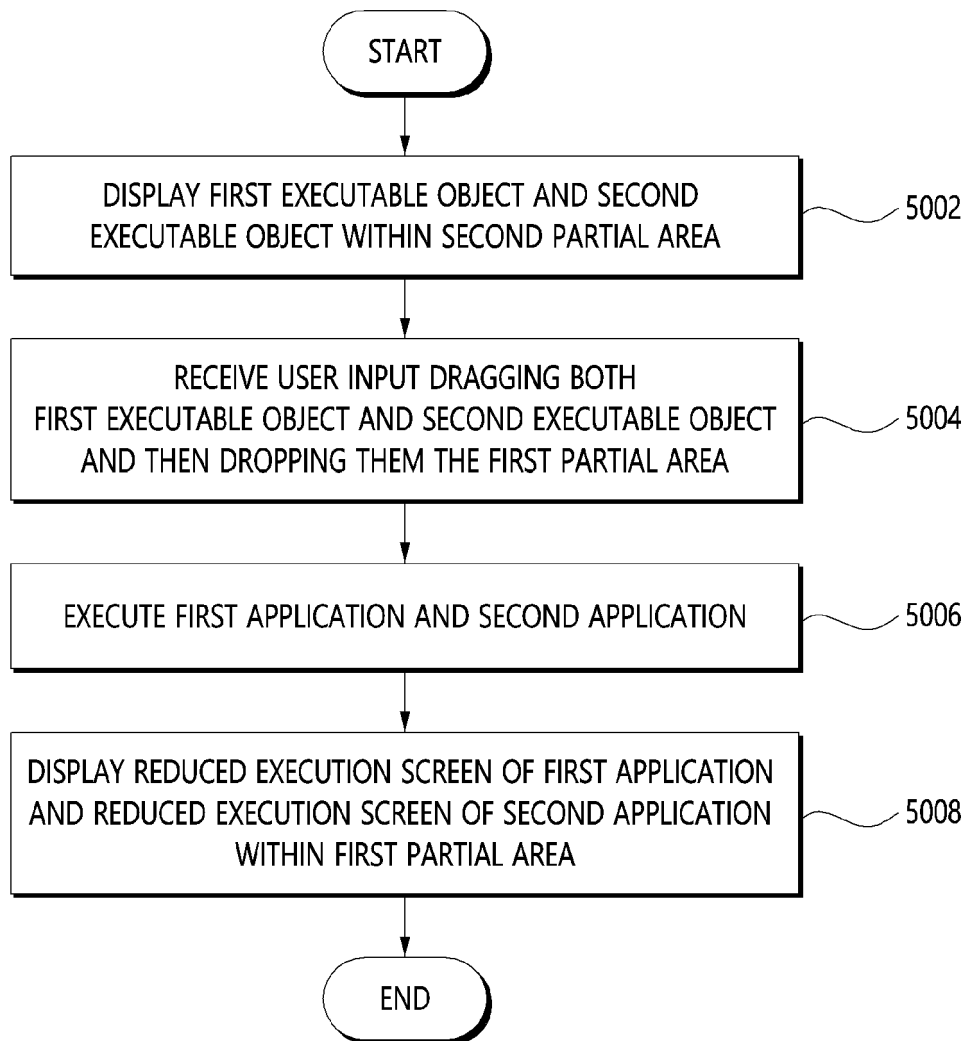 START
DISPLAY FIRST EXECUTABLE OBJECT AND SECOND
EXECUTABLE OBJECT WITHIN SECOND PARTIAL AREA
5002
RECEIVE USER INPUT DRAGGING BOTH
FIRST EXECUTABLE OBJECT AND SECOND EXECUTABLE OBJECT
AND THEN DROPPING THEM THE FIRST PARTIAL AREA
5004
EXECUTE FIRST APPLICATION AND SECOND APPLICATION
5006
DISPLAY REDUCED EXECUTION SCREEN OF FIRST APPLICATION
AND REDUCED EXECUTION SCREEN OF SECOND APPLICATION
WITHIN FIRST PARTIAL AREA
5008
END